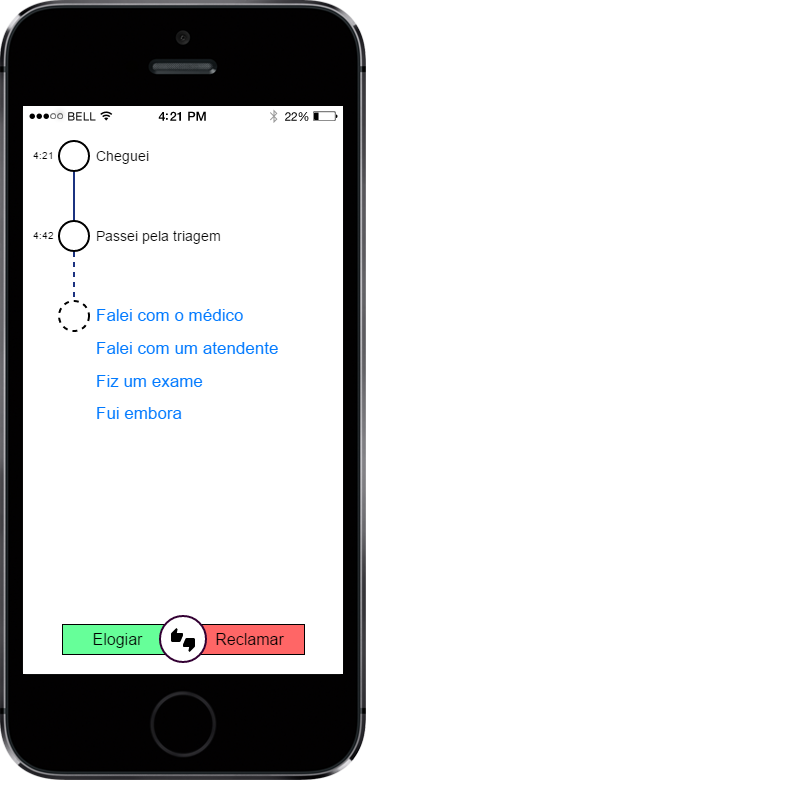 BELL 4:21 PM 22%
4:21 Cheguei
4:42 Passei pela triagem
Falei com o médico
Falei com um atendente
Fiz um exame
Fui embora
Elogiar Reclamar